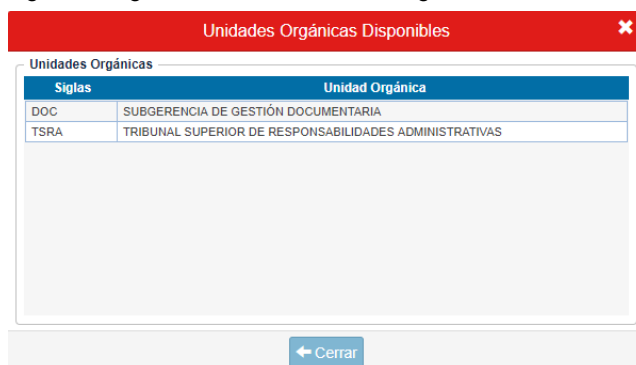 Unidades Orgánicas Disponibles
Unidades Orgánicas
Siglas Unidad Orgánica
DOC SUBGERENCIA DE GESTIÓN DOCUMENTARIA
TSRA TRIBUNAL SUPERIOR DE RESPONSABILIDADES ADMINISTRATIVAS
Cerrar